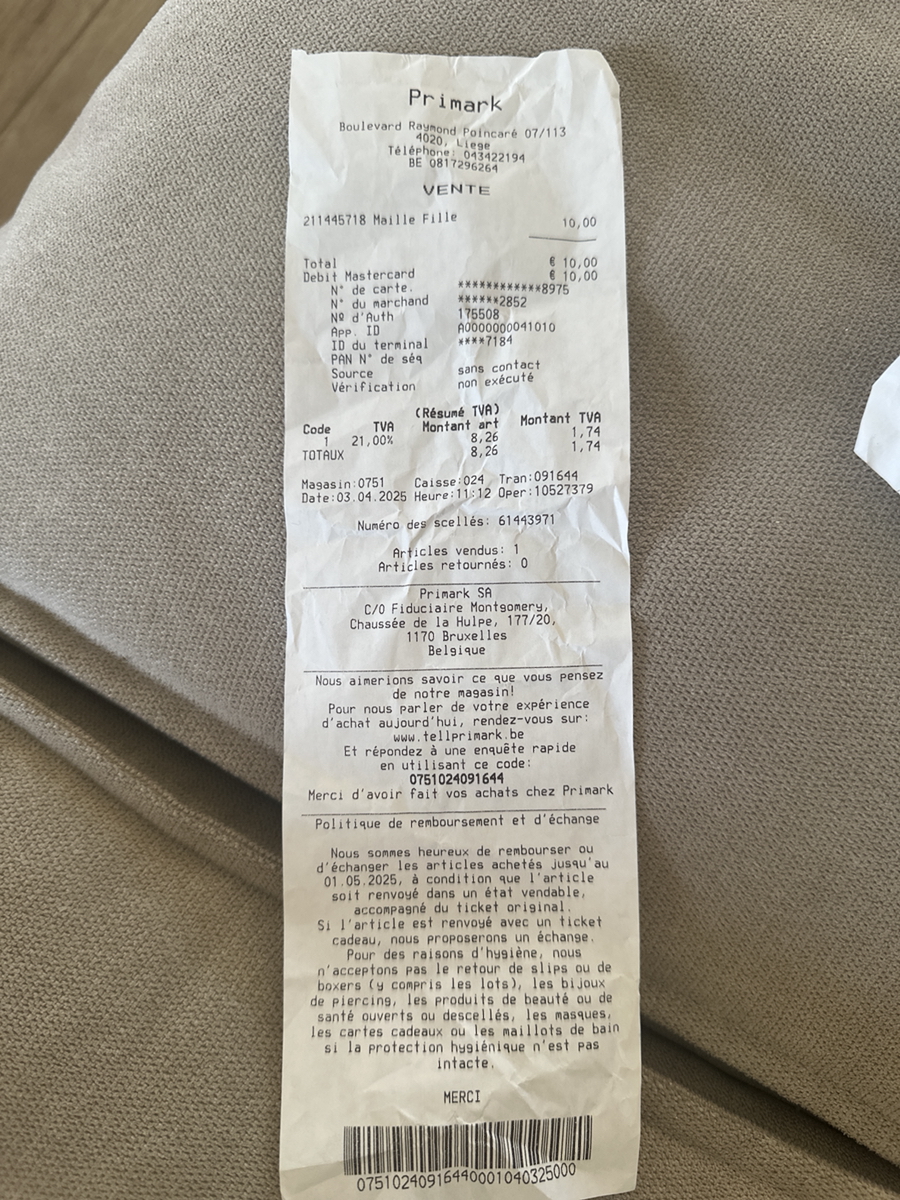 Primark
Boulevard Raymond Poincaré 07/113
4020, Liege
Téléphone: 043422194
BE 0817296264
VENTE
211445718 Maille Fille 10,00
Total € 10,00
Debit Mastercard € 10,00
N° de carte. ************8975
N° du marchand ******2852
Nº d'Auth 175508
App. ID A0000000041010
ID du terminal ****7184
PAN N° de séq
Source sans contact
Vérification non exécuté
(Résumé TVA)
Code TVA Montant art Montant TVA
1 21,00% 8,26 1,74
TOTAUX 8,26 1,74
Magasin:0751 Caisse:024 Tran:091644
Date:03.04.2025 Heure:11:12 Oper:10527379
Numéro des scellés: 61443971
Articles vendus: 1
Articles retournés: 0
Primark SA
C/O Fiduciaire Montgomery,
Chaussée de la Hulpe, 177/20,
1170 Bruxelles
Belgique
Nous aimerions savoir ce que vous pensez
de notre magasin!
Pour nous parler de votre expérience
d'achat aujourd'hui, rendez-vous sur:
www.tellprimark.be
Et répondez à une enquête rapide
en utilisant ce code:
0751024091644
Merci d'avoir fait vos achats chez Primark
Politique de remboursement et d'échange
Nous sommes heureux de rembourser ou
d'échanger les articles achetés jusqu'au
01.05.2025, à condition que l'article
soit renvoyé dans un état vendable,
accompagné du ticket original.
Si l'article est renvoyé avec un ticket
cadeau, nous proposerons un échange.
Pour des raisons d'hygiène, nous
n'acceptons pas le retour de slips ou de
boxers (y compris les lots), les bijoux
de piercing, les produits de beauté ou de
santé ouverts ou descellés, les masques,
les cartes cadeaux ou les maillots de bain
si la protection hygiénique n'est pas
intacte.
MERCI
07510240916440001040325000